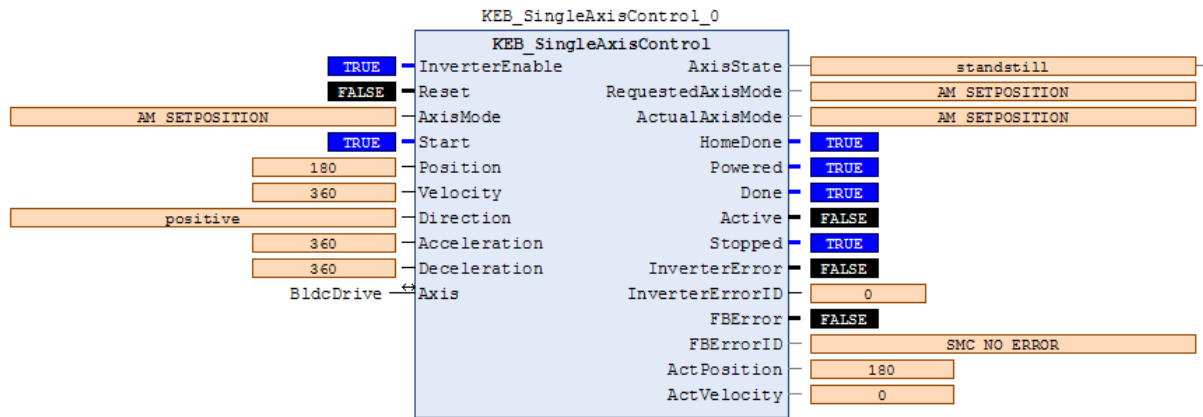 KEB_SingleAxisControl_0
KEB_SingleAxisControl
TRUE InverterEnable AxisState standstill
FALSE Reset RequestedAxisMode AM SETPOSITION
AM SETPOSITION AxisMode ActualAxisMode AM SETPOSITION
TRUE Start HomeDone TRUE
180 Position Powered TRUE
360 Velocity Done TRUE
positive Direction Active FALSE
360 Acceleration Stopped TRUE
360 Deceleration InverterError FALSE
BldcDrive Axis InverterErrorID 0
FBError FALSE
FBErrorID SMC NO ERROR
ActPosition 180
ActVelocity 0